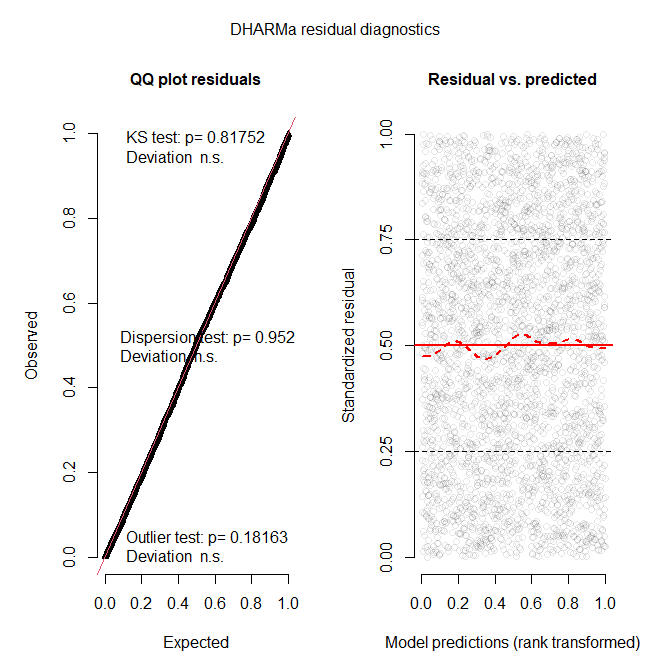 DHARMa residual diagnostics
QQ plot residuals
KS test: p= 0.81752
Deviation n.s.
Dispersion test: p= 0.952
Deviation n.s.
Outlier test: p= 0.18163
Deviation n.s.
Observed
0.0 0.2 0.4 0.6 0.8 1.0
0.0 0.2 0.4 0.6 0.8 1.0
Expected
Residual vs. predicted
Standardized residual
0.00 0.25 0.50 0.75 1.00
0.0 0.2 0.4 0.6 0.8 1.0
Model predictions (rank transformed)